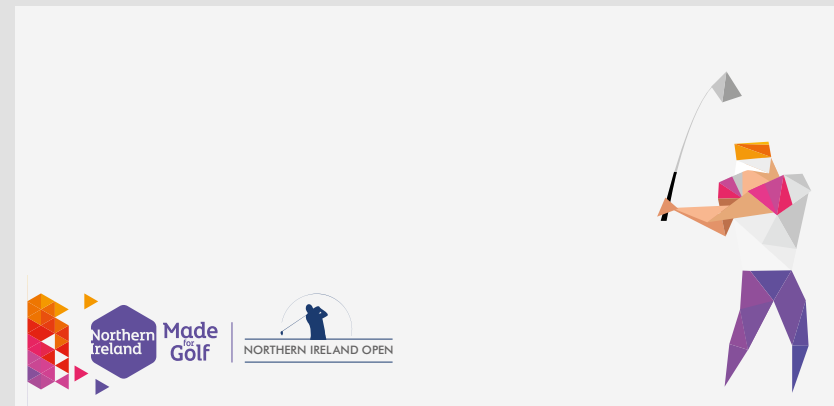 Northern
Ireland
Made
for
Golf
NORTHERN IRELAND OPEN